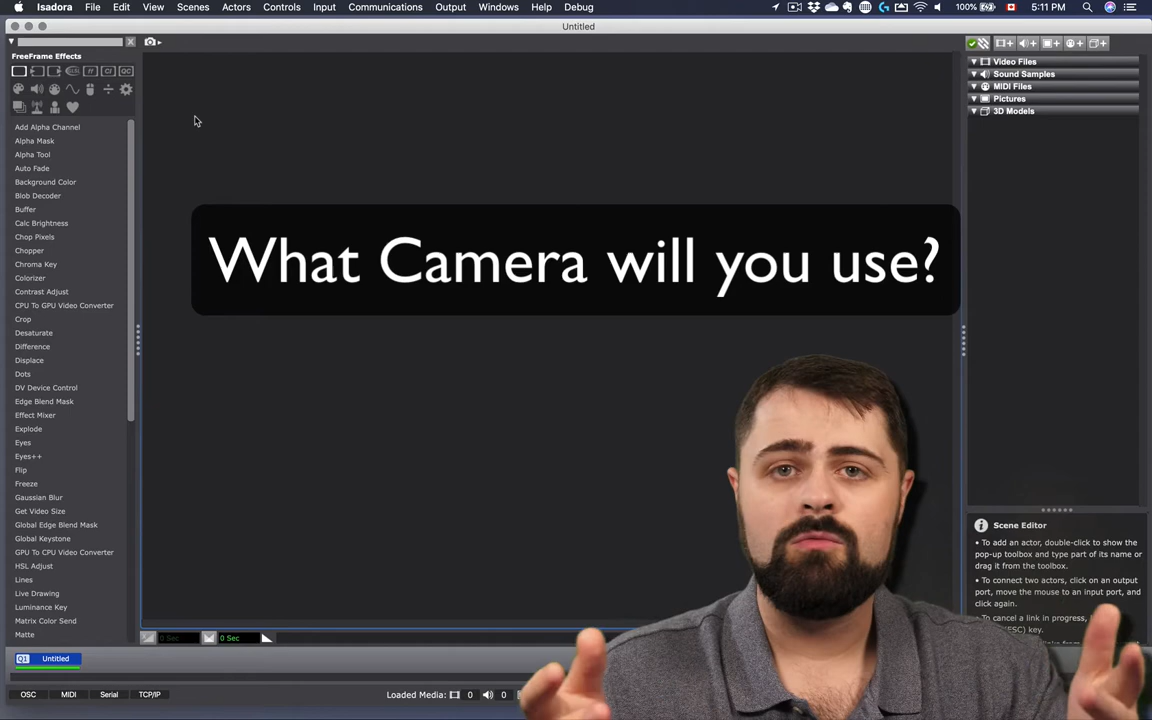 Isadora File Edit View Scenes Actors Controls Input Communications Output Windows Help Debug 100% 5:11 PM
Untitled
FreeFrame Effects
Add Alpha Channel
Alpha Mask
Alpha Tool
Auto Fade
Background Color
Blob Decoder
Buffer
Calc Brightness
Chop Pixels
Chopper
Chroma Key
Colorizer
Contrast Adjust
CPU To GPU Video Converter
Crop
Desaturate
Difference
Displace
Dots
DV Device Control
Edge Blend Mask
Effect Mixer
Explode
Eyes
Eyes++
Flip
Freeze
Gaussian Blur
Get Video Size
Global Edge Blend Mask
Global Keystone
GPU To CPU Video Converter
HSL Adjust
Lines
Live Drawing
Luminance Key
Matrix Color Send
Matte
What Camera will you use?
Video Files
Sound Samples
MIDI Files
Pictures
3D Models
Scene Editor
• To add an actor, double-click to show the
pop-up toolbox and type part of its name or
drag it from the toolbox.
• To connect two actors, click on an output
port, move the mouse to an input port, and
click again.
• To cancel a link in progress,
key.
0 Sec 0 Sec
Q1 Untitled
OSC MIDI Serial TCP/IP Loaded Media: 0 0